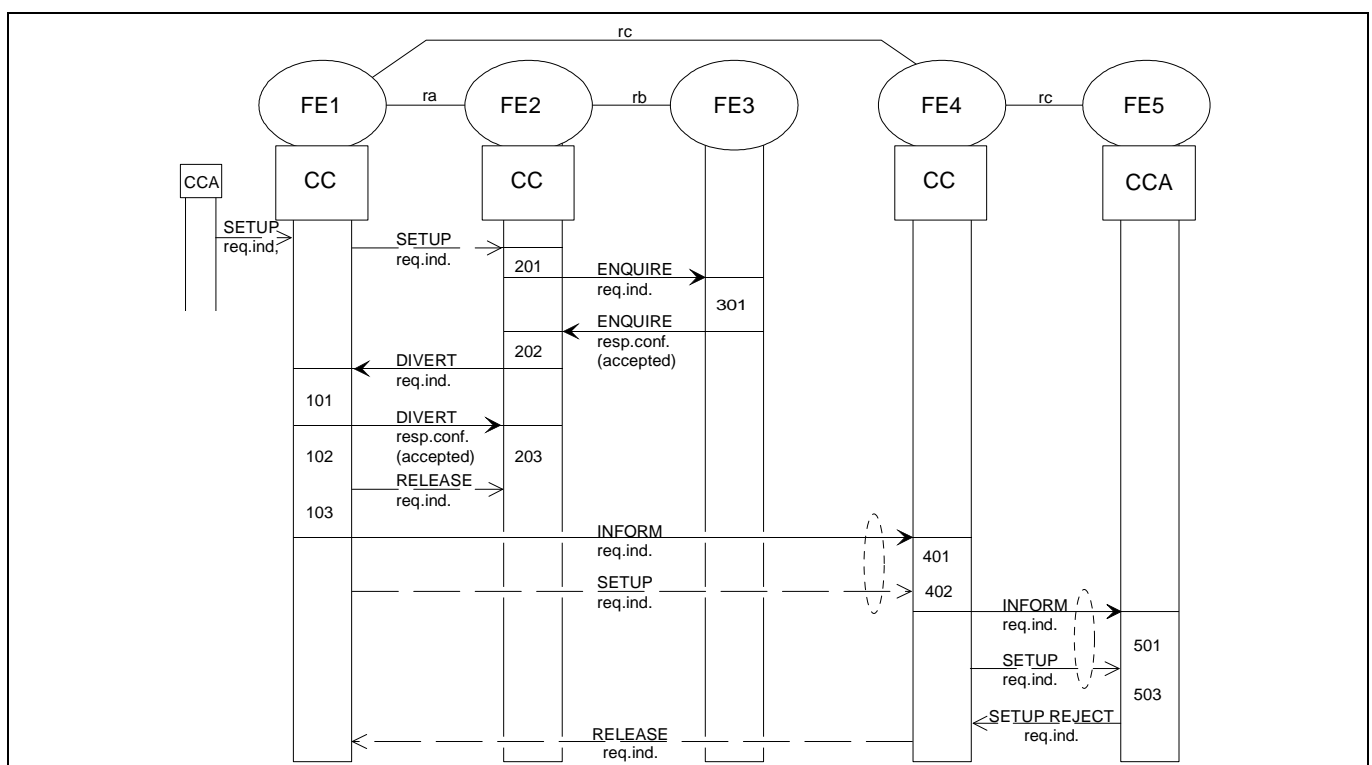 rc
FE1
ra
FE2
rb
FE3
FE4
rc
FE5
CCA
CC
CC
CC
CCA
SETUP
req.ind,
SETUP
req.ind.
201
ENQUIRE
req.ind.
301
ENQUIRE
resp.conf.
(accepted)
202
DIVERT
req.ind.
101
DIVERT
resp.conf.
(accepted)
102
203
RELEASE
req.ind.
103
INFORM
req.ind.
401
SETUP
req.ind.
402
INFORM
req.ind.
501
SETUP
req.ind.
503
SETUP REJECT
req.ind.
RELEASE
req.ind.